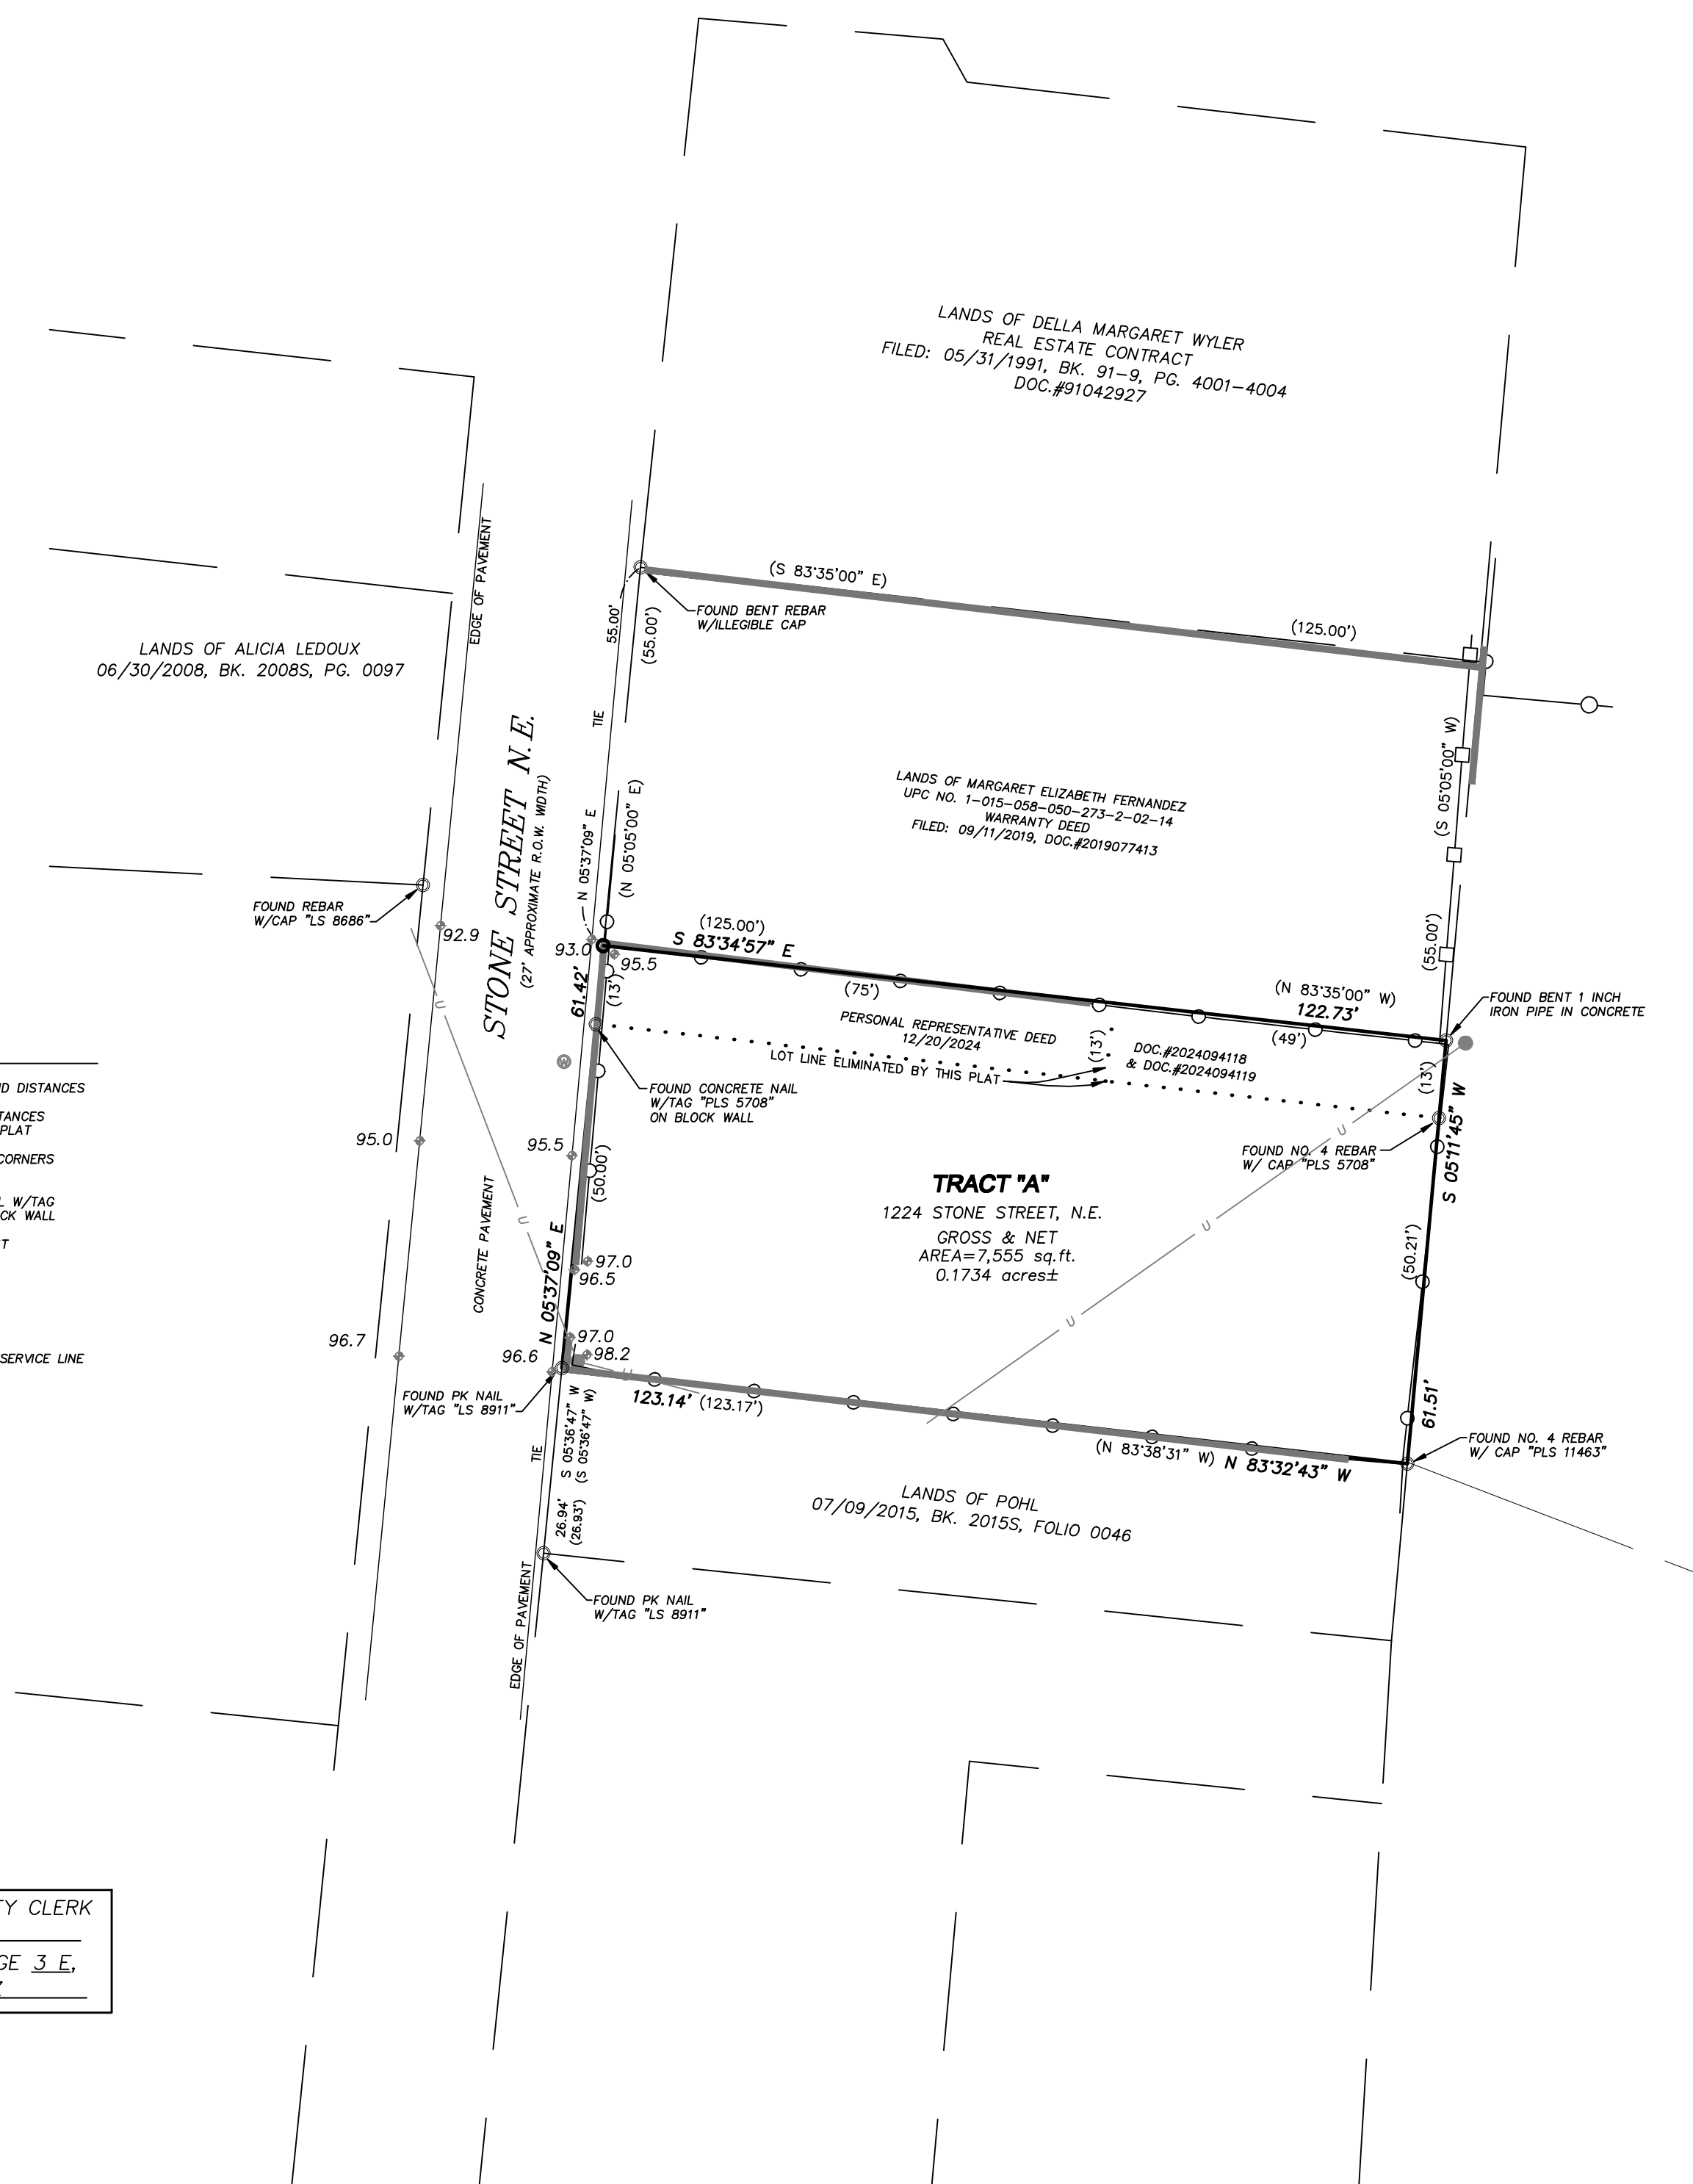 LANDS OF DELLA MARGARET WYLER
REAL ESTATE CONTRACT
FILED: 05/31/1991, BK. 91-9, PG. 4001-4004
DOC.#91042927
EDGE OF PAVEMENT
(S 83°35'00" E)
(125.00')
FOUND BENT REBAR
W/ILLEGIBLE CAP
55.00'
(55.00')
LANDS OF ALICIA LEDOUX
06/30/2008, BK. 2008S, PG. 0097
TIE
STONE STREET N.E.
(27' APPROXIMATE R.O.W. WIDTH)
N 05°37'09" E
(N 05°05'00" E)
LANDS OF MARGARET ELIZABETH FERNANDEZ
UPC NO. 1-015-058-050-273-2-02-14
WARRANTY DEED
FILED: 09/11/2019, DOC.#2019077413
(S 05°05'00" W)
(55.00')
FOUND REBAR
W/CAP "LS 8686"
92.9
93.0
95.5
(125.00')
S 83°34'57" E
61.42'
(13')
(75')
(N 83°35'00" W)
122.73'
(49')
FOUND BENT 1 INCH
IRON PIPE IN CONCRETE
PERSONAL REPRESENTATIVE DEED
12/20/2024
(13')
DOC.#2024094118
& DOC.#2024094119
LOT LINE ELIMINATED BY THIS PLAT
U
W
(13')
FOUND CONCRETE NAIL
W/TAG "PLS 5708"
ON BLOCK WALL
ND DISTANCES
TANCES
PLAT
CORNERS
L W/TAG
CK WALL
T
SERVICE LINE
95.0
95.5
(50.00')
U
FOUND NO. 4 REBAR
W/ CAP "PLS 5708"
S 05°11'45" W
TRACT "A"
1224 STONE STREET, N.E.
GROSS & NET
AREA=7,555 sq.ft.
0.1734 acres±
CONCRETE PAVEMENT
U
U
N 05°37'09" E
97.0
96.5
(50.21')
U
96.7
97.0
96.6
98.2
U
FOUND PK NAIL
W/TAG "LS 8911"
123.14' (123.17')
61.51'
TIE
S 05°36'47" W
(S 05°36'47" W)
(N 83°38'31" W) N 83°32'43" W
FOUND NO. 4 REBAR
W/ CAP "PLS 11463"
26.94'
(26.93')
LANDS OF POHL
07/09/2015, BK. 2015S, FOLIO 0046
EDGE OF PAVEMENT
FOUND PK NAIL
W/TAG "LS 8911"
TY CLERK
GE 3 E,